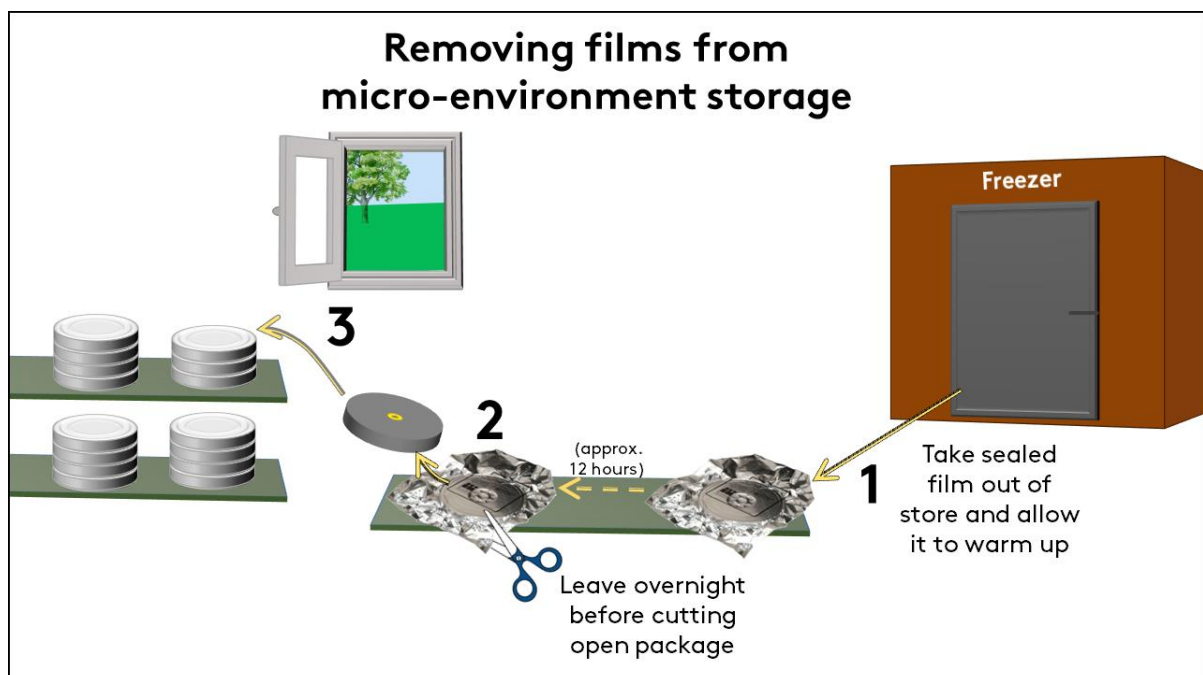 Removing films from
micro-environment storage
Freezer
3
2
(approx.
12 hours)
1
Take sealed
film out of
store and allow
it to warm up
Leave overnight
before cutting
open package